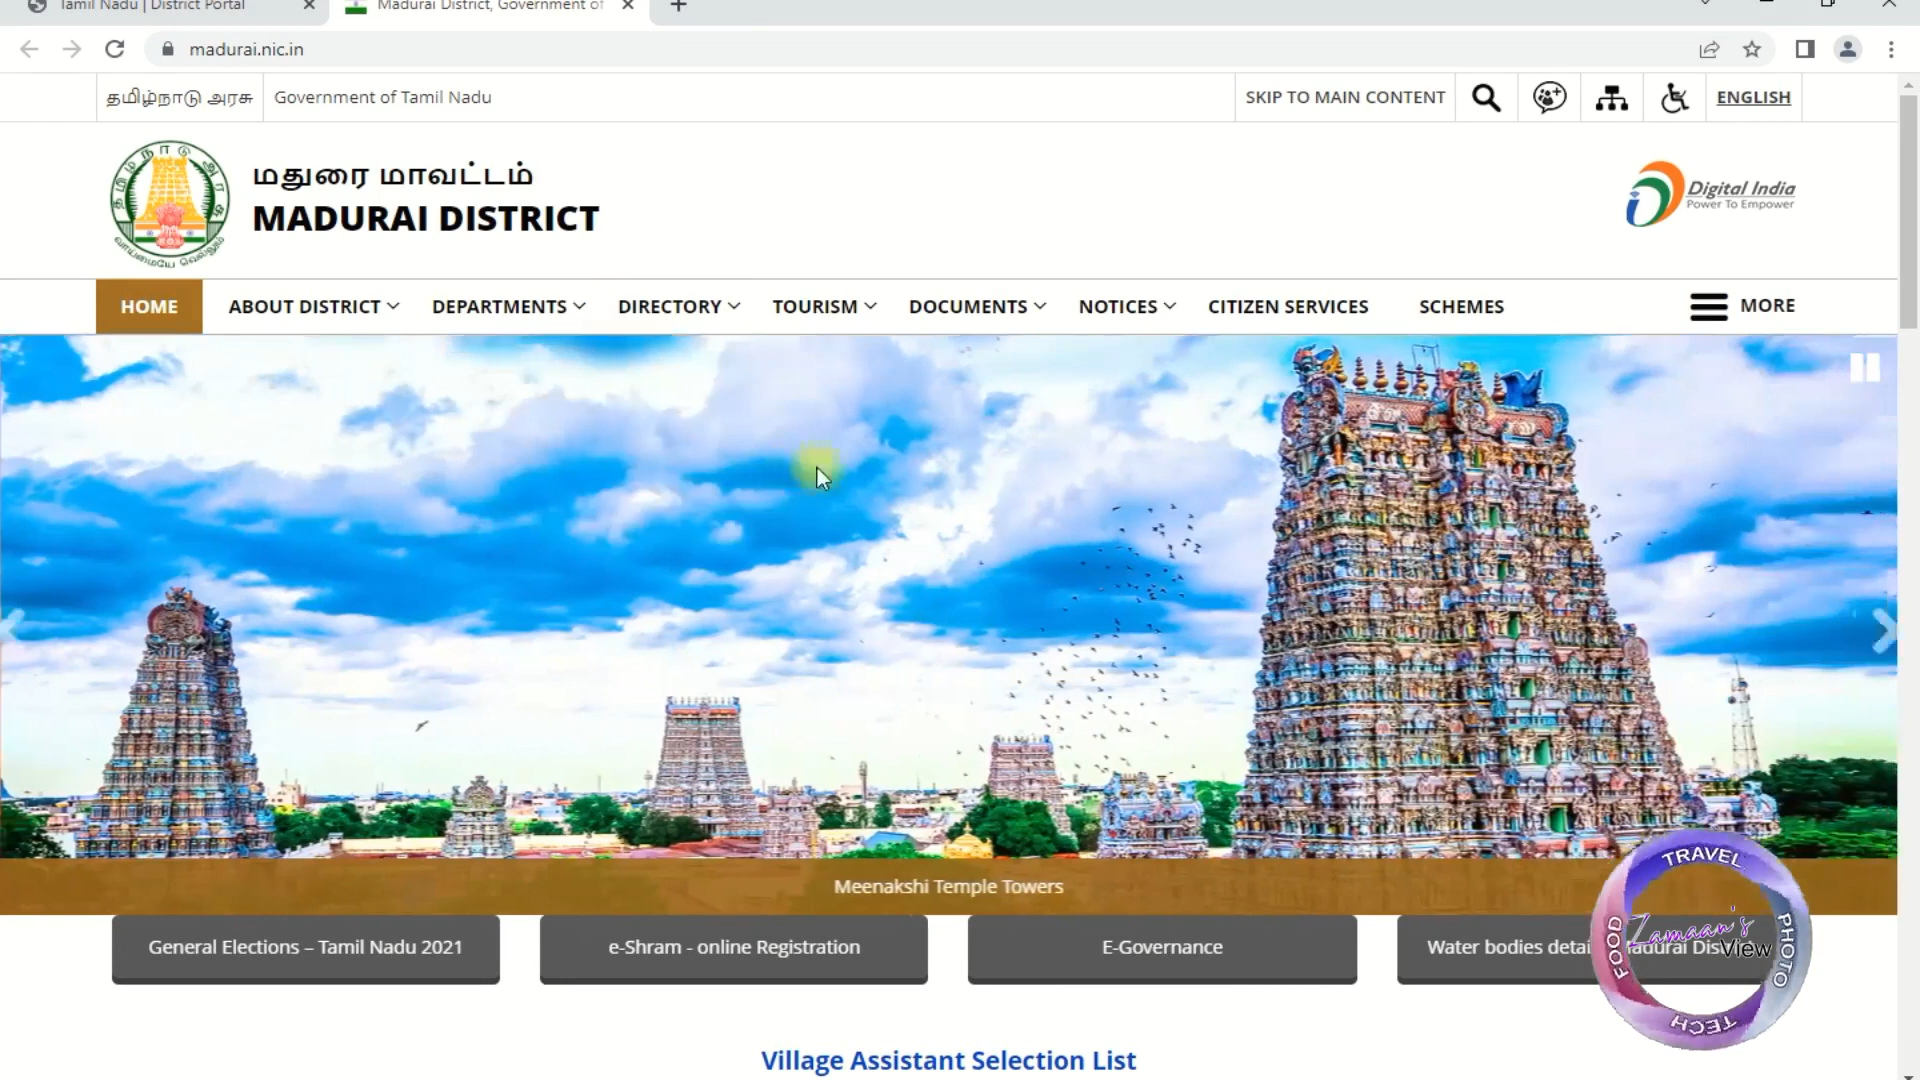 Tamil Nadu | District Portal
Madurai District, Government of
madurai.nic.in
தமிழ்நாடு அரசு
Government of Tamil Nadu
SKIP TO MAIN CONTENT
ENGLISH
மதுரை மாவட்டம்
MADURAI DISTRICT
Digital India
Power To Empower
HOME
ABOUT DISTRICT
DEPARTMENTS
DIRECTORY
TOURISM
DOCUMENTS
NOTICES
CITIZEN SERVICES
SCHEMES
MORE
Meenakshi Temple Towers
General Elections – Tamil Nadu 2021
e-Shram - online Registration
E-Governance
Water bodies
TRAVEL
PHOTO
TECH
FOOD
Zamaan's
View
Village Assistant Selection List